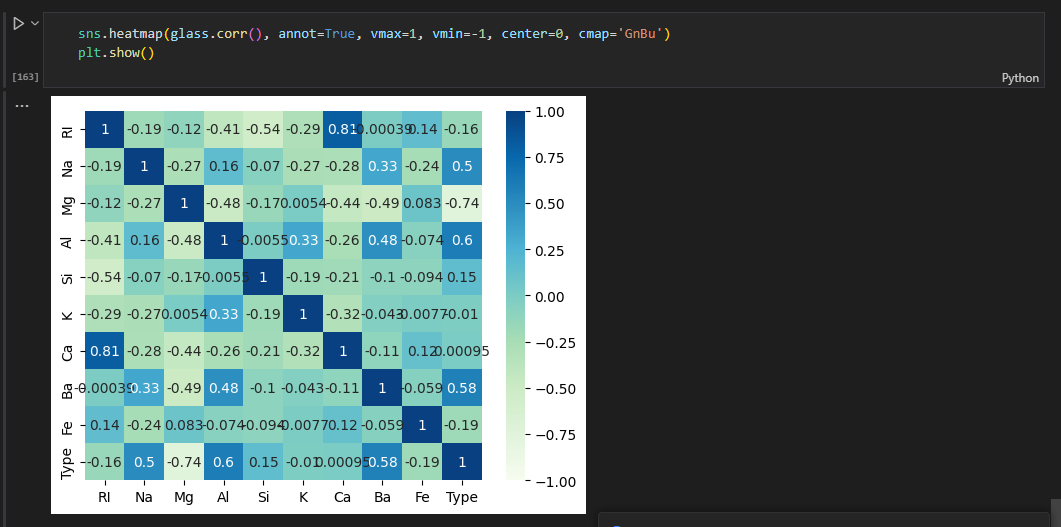 sns.heatmap(glass.corr(), annot=True, vmax=1, vmin=-1, center=0, cmap='GnBu')
plt.show()
[163]
Python
...
RI 1 -0.19 -0.12 -0.41 -0.54 -0.29 0.81 -0.00039 0.14 -0.16
Na -0.19 1 -0.27 0.16 -0.07 -0.27 -0.28 0.33 -0.24 0.5
Mg -0.12 -0.27 1 -0.48 -0.17 0.0054 -0.44 -0.49 0.083 -0.74
Al -0.41 0.16 -0.48 1 -0.0055 0.33 -0.26 0.48 -0.074 0.6
Si -0.54 -0.07 -0.17 -0.0055 1 -0.19 -0.21 -0.1 -0.094 0.15
K -0.29 -0.27 0.0054 0.33 -0.19 1 -0.32 -0.043 -0.0077 -0.01
Ca 0.81 -0.28 -0.44 -0.26 -0.21 -0.32 1 -0.11 0.12 0.00095
Ba -0.00039 0.33 -0.49 0.48 -0.1 -0.043 -0.11 1 -0.059 0.58
Fe 0.14 -0.24 0.083 -0.074 -0.094 -0.0077 0.12 -0.059 1 -0.19
Type -0.16 0.5 -0.74 0.6 0.15 -0.01 0.00095 0.58 -0.19 1
RI Na Mg Al Si K Ca Ba Fe Type
1.00
0.75
0.50
0.25
0.00
−0.25
−0.50
−0.75
−1.00